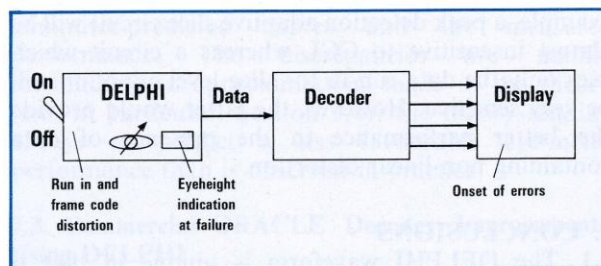 On
Off
DELPHI
Data
Decoder
Display
Run in and
frame code
distortion
Eyeheight
indication
at failure
Onset of errors